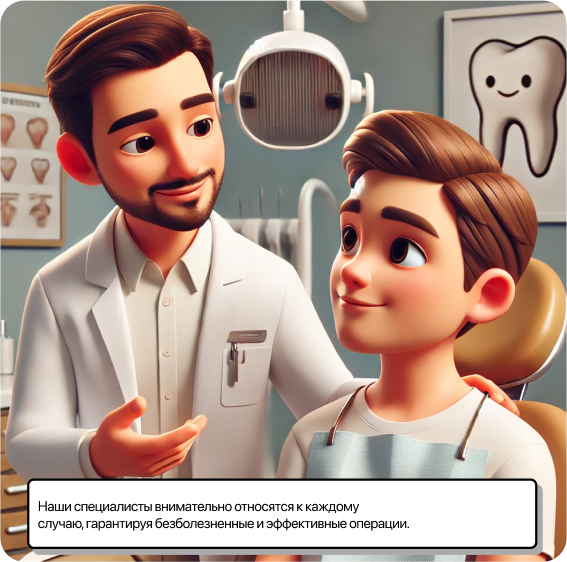 Наши специалисты внимательно относятся к каждому
случаю, гарантируя безболезненные и эффективные операции.